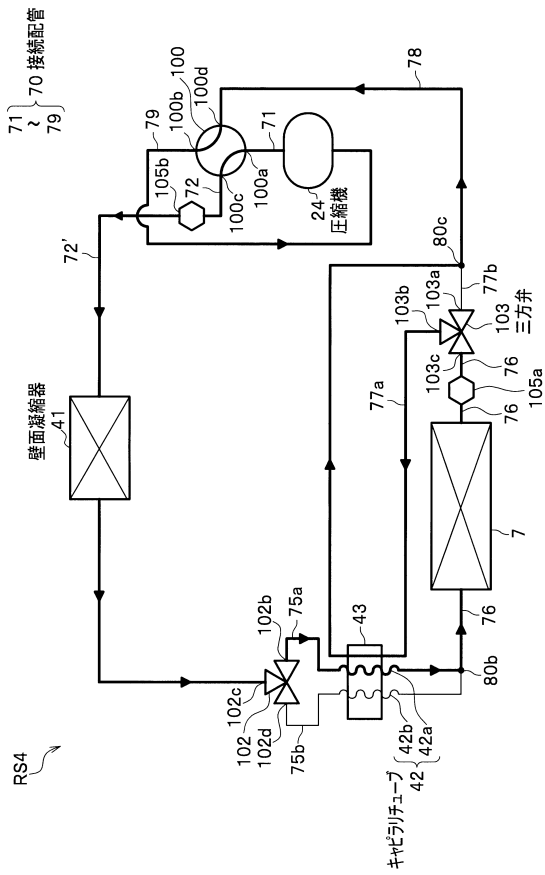 RS4
71
~
79
70 接続配管
72'
105b
72
79
100b
100
100d
100c
100a
71
24
圧縮機
78
壁面凝縮器
41
80c
103b
103a
77b
103
三方弁
103c
76
105a
76
77a
7
76
80b
43
75a
102b
102c
102
102d
75b
42b
42a
42
キャピラリチューブ